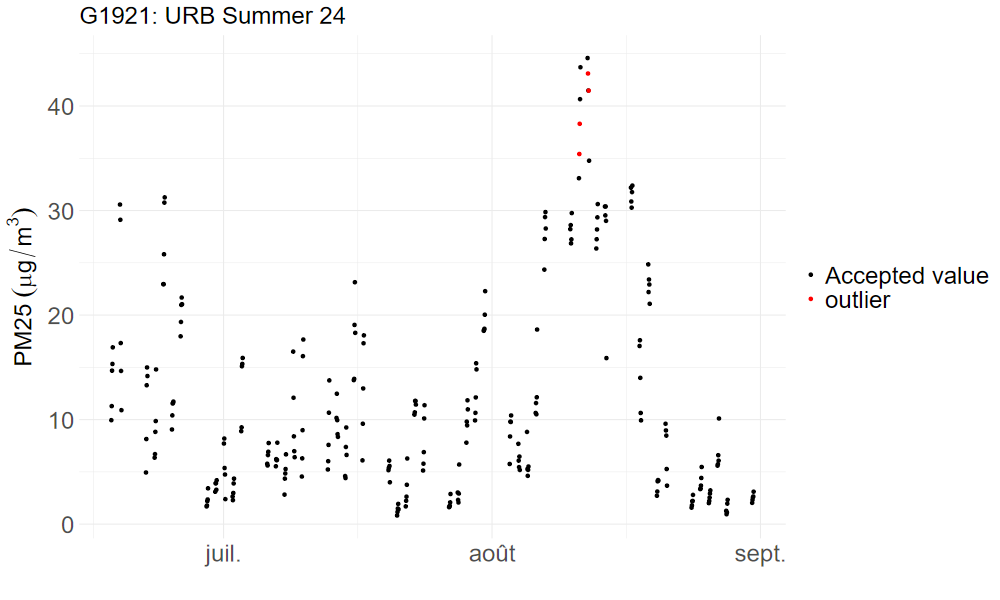 G1921: URB Summer 24
PM25 (μg/m³)
40
30
20
10
0
juil.
août
sept.
Accepted value
outlier